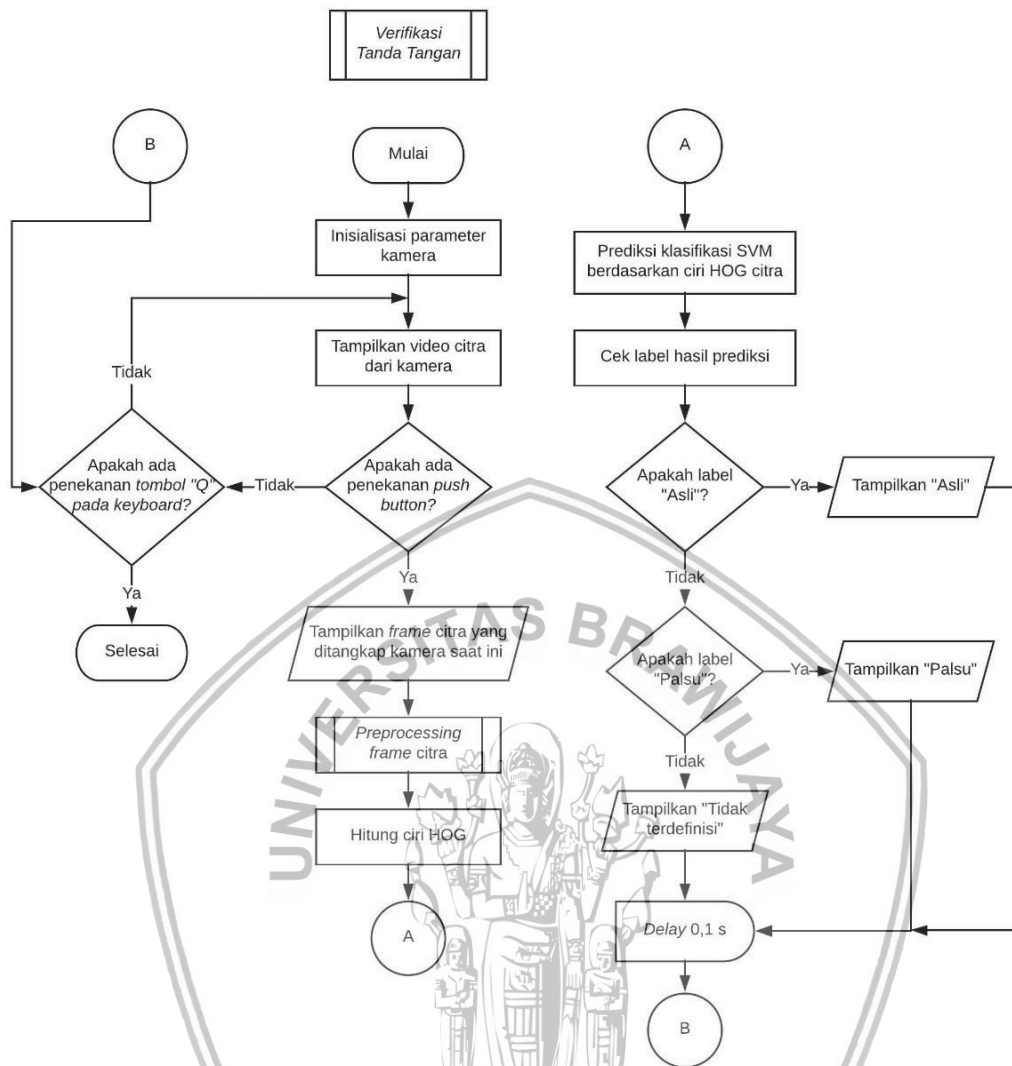 Verifikasi
Tanda Tangan
B
Mulai
A
Inisialisasi parameter
kamera
Prediksi klasifikasi SVM
berdasarkan ciri HOG citra
Tampilkan video citra
dari kamera
Cek label hasil prediksi
Tidak
Apakah ada
penekanan tombol "Q"
pada keyboard?
Tidak
Apakah ada
penekanan push
button?
Apakah label
"Asli"?
Ya
Tampilkan "Asli"
Ya
Selesai
Ya
Tampilkan frame citra yang
ditangkap kamera saat ini
Tidak
Apakah label
"Palsu"?
Ya
Tampilkan "Palsu"
Preprocessing
frame citra
Tidak
Hitung ciri HOG
Tampilkan "Tidak
terdefinisi"
A
Delay 0,1 s
B
UNIVERSITAS BRAWIJAYA